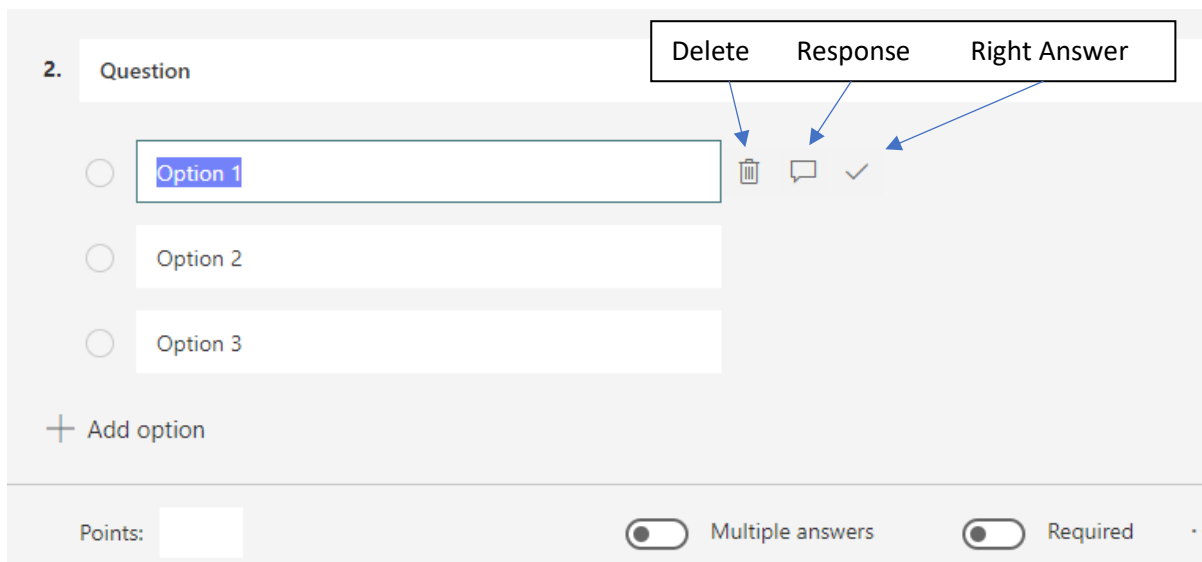 Delete Response Right Answer
2. Question
Option 1
Option 2
Option 3
Add option
Points: Multiple answers Required